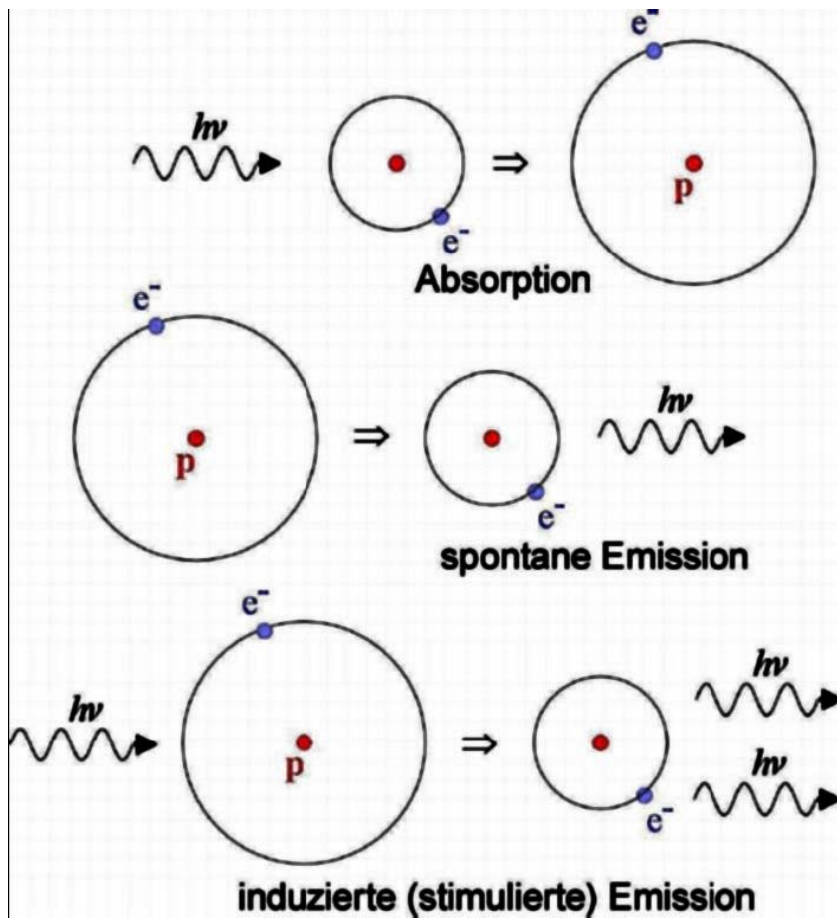 e⁻
hν
p
e⁻
Absorption
e⁻
hν
p
e⁻
spontane Emission
e⁻
hν
hν
p
hν
e⁻
induzierte (stimulierte) Emission